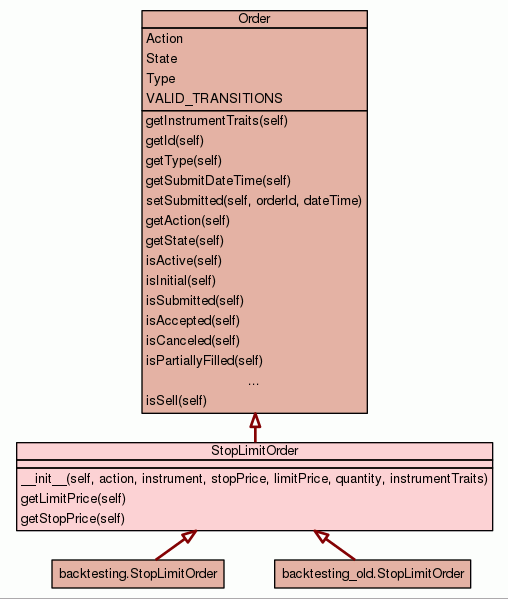 Order
Action
State
Type
VALID_TRANSITIONS
getInstrumentTraits(self)
getId(self)
getType(self)
getSubmitDateTime(self)
setSubmitted(self, orderId, dateTime)
getAction(self)
getState(self)
isActive(self)
isInitial(self)
isSubmitted(self)
isAccepted(self)
isCanceled(self)
isPartiallyFilled(self)
...
isSell(self)
StopLimitOrder
__init__(self, action, instrument, stopPrice, limitPrice, quantity, instrumentTraits)
getLimitPrice(self)
getStopPrice(self)
backtesting.StopLimitOrder
backtesting_old.StopLimitOrder